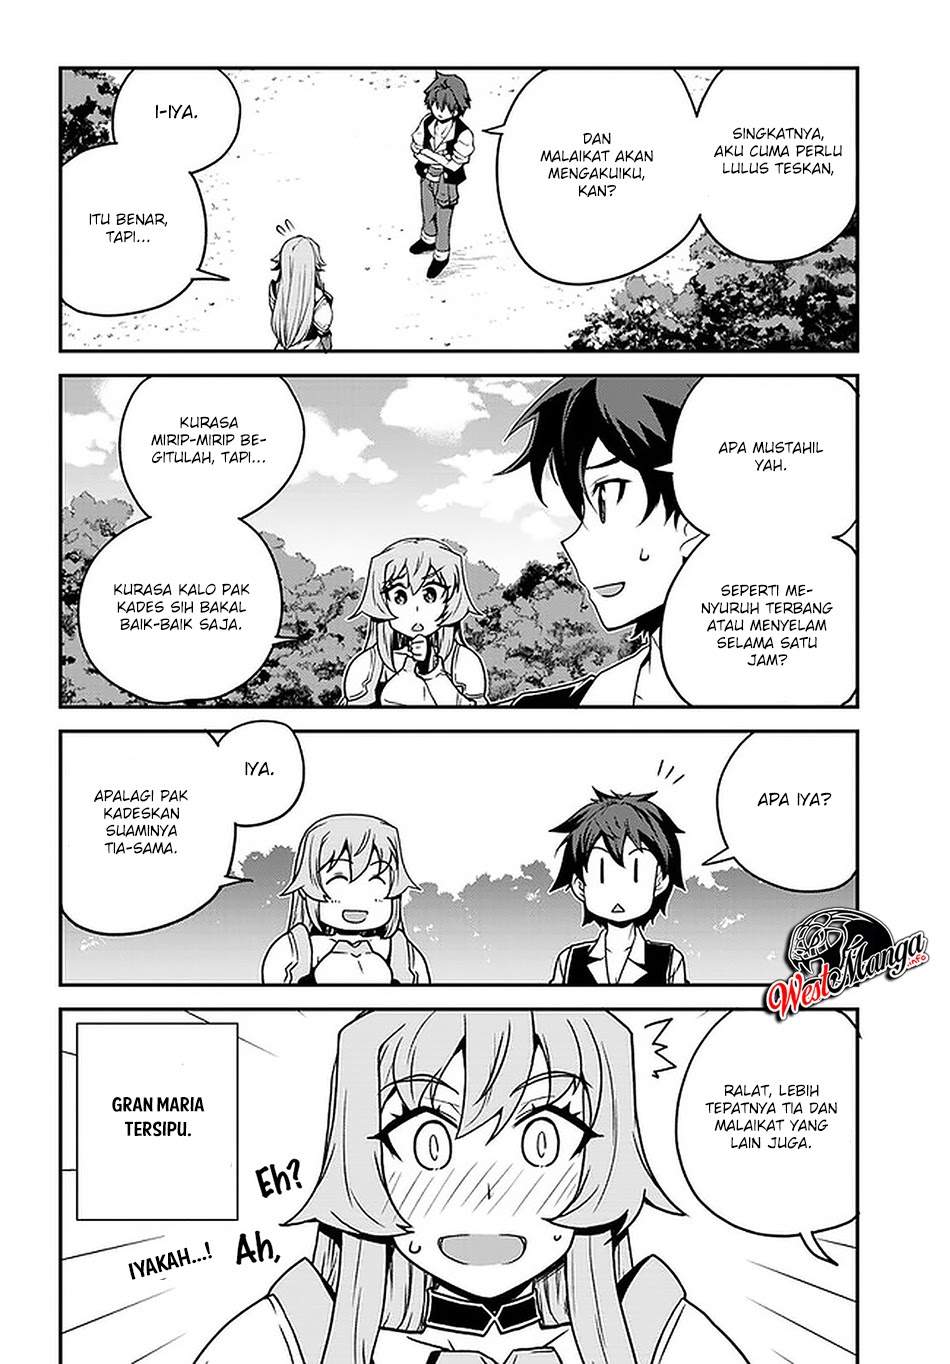 SINGKATNYA,
AKU CUMA PERLU
LULUS TESKAN,
DAN
MALAIKAT AKAN
MENGAKUIKU,
KAN?
I-IYA.
ITU BENAR,
TAPI...
APA MUSTAHIL
YAH.
SEPERTI ME-
NYURUH TERBANG
ATAU MENYELAM
SELAMA SATU
JAM?
KURASA
MIRIP-MIRIP BE-
GITULAH, TAPI...
KURASA KALO PAK
KADES SIH BAKAL
BAIK-BAIK SAJA.
APA IYA?
IYA.
APALAGI PAK
KADESKAN
SUAMINYA
TIA-SAMA.
WestManga
.info
RALAT, LEBIH
TEPATNYA TIA DAN
MALAIKAT YANG
LAIN JUGA.
Eh?
Ah,
IYAKAH...!
GRAN MARIA
TERSIPU.